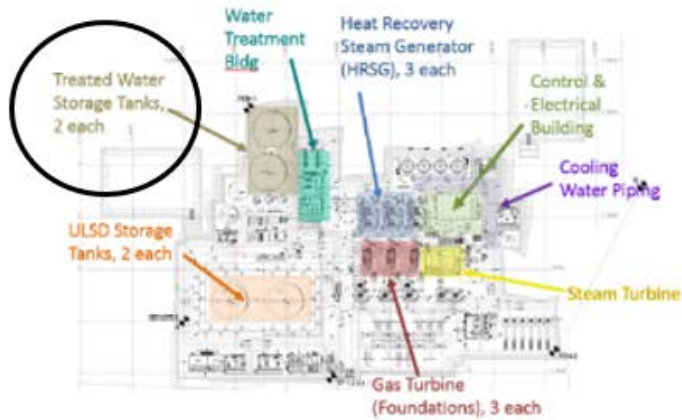 Water
Treatment
Bldg
Heat Recovery
Steam Generator
(HRSG), 3 each
Treated Water
Storage Tanks,
2 each
Control &
Electrical
Building
Cooling
Water Piping
ULSD Storage
Tanks, 2 each
Steam Turbine
Gas Turbine
(Foundations), 3 each